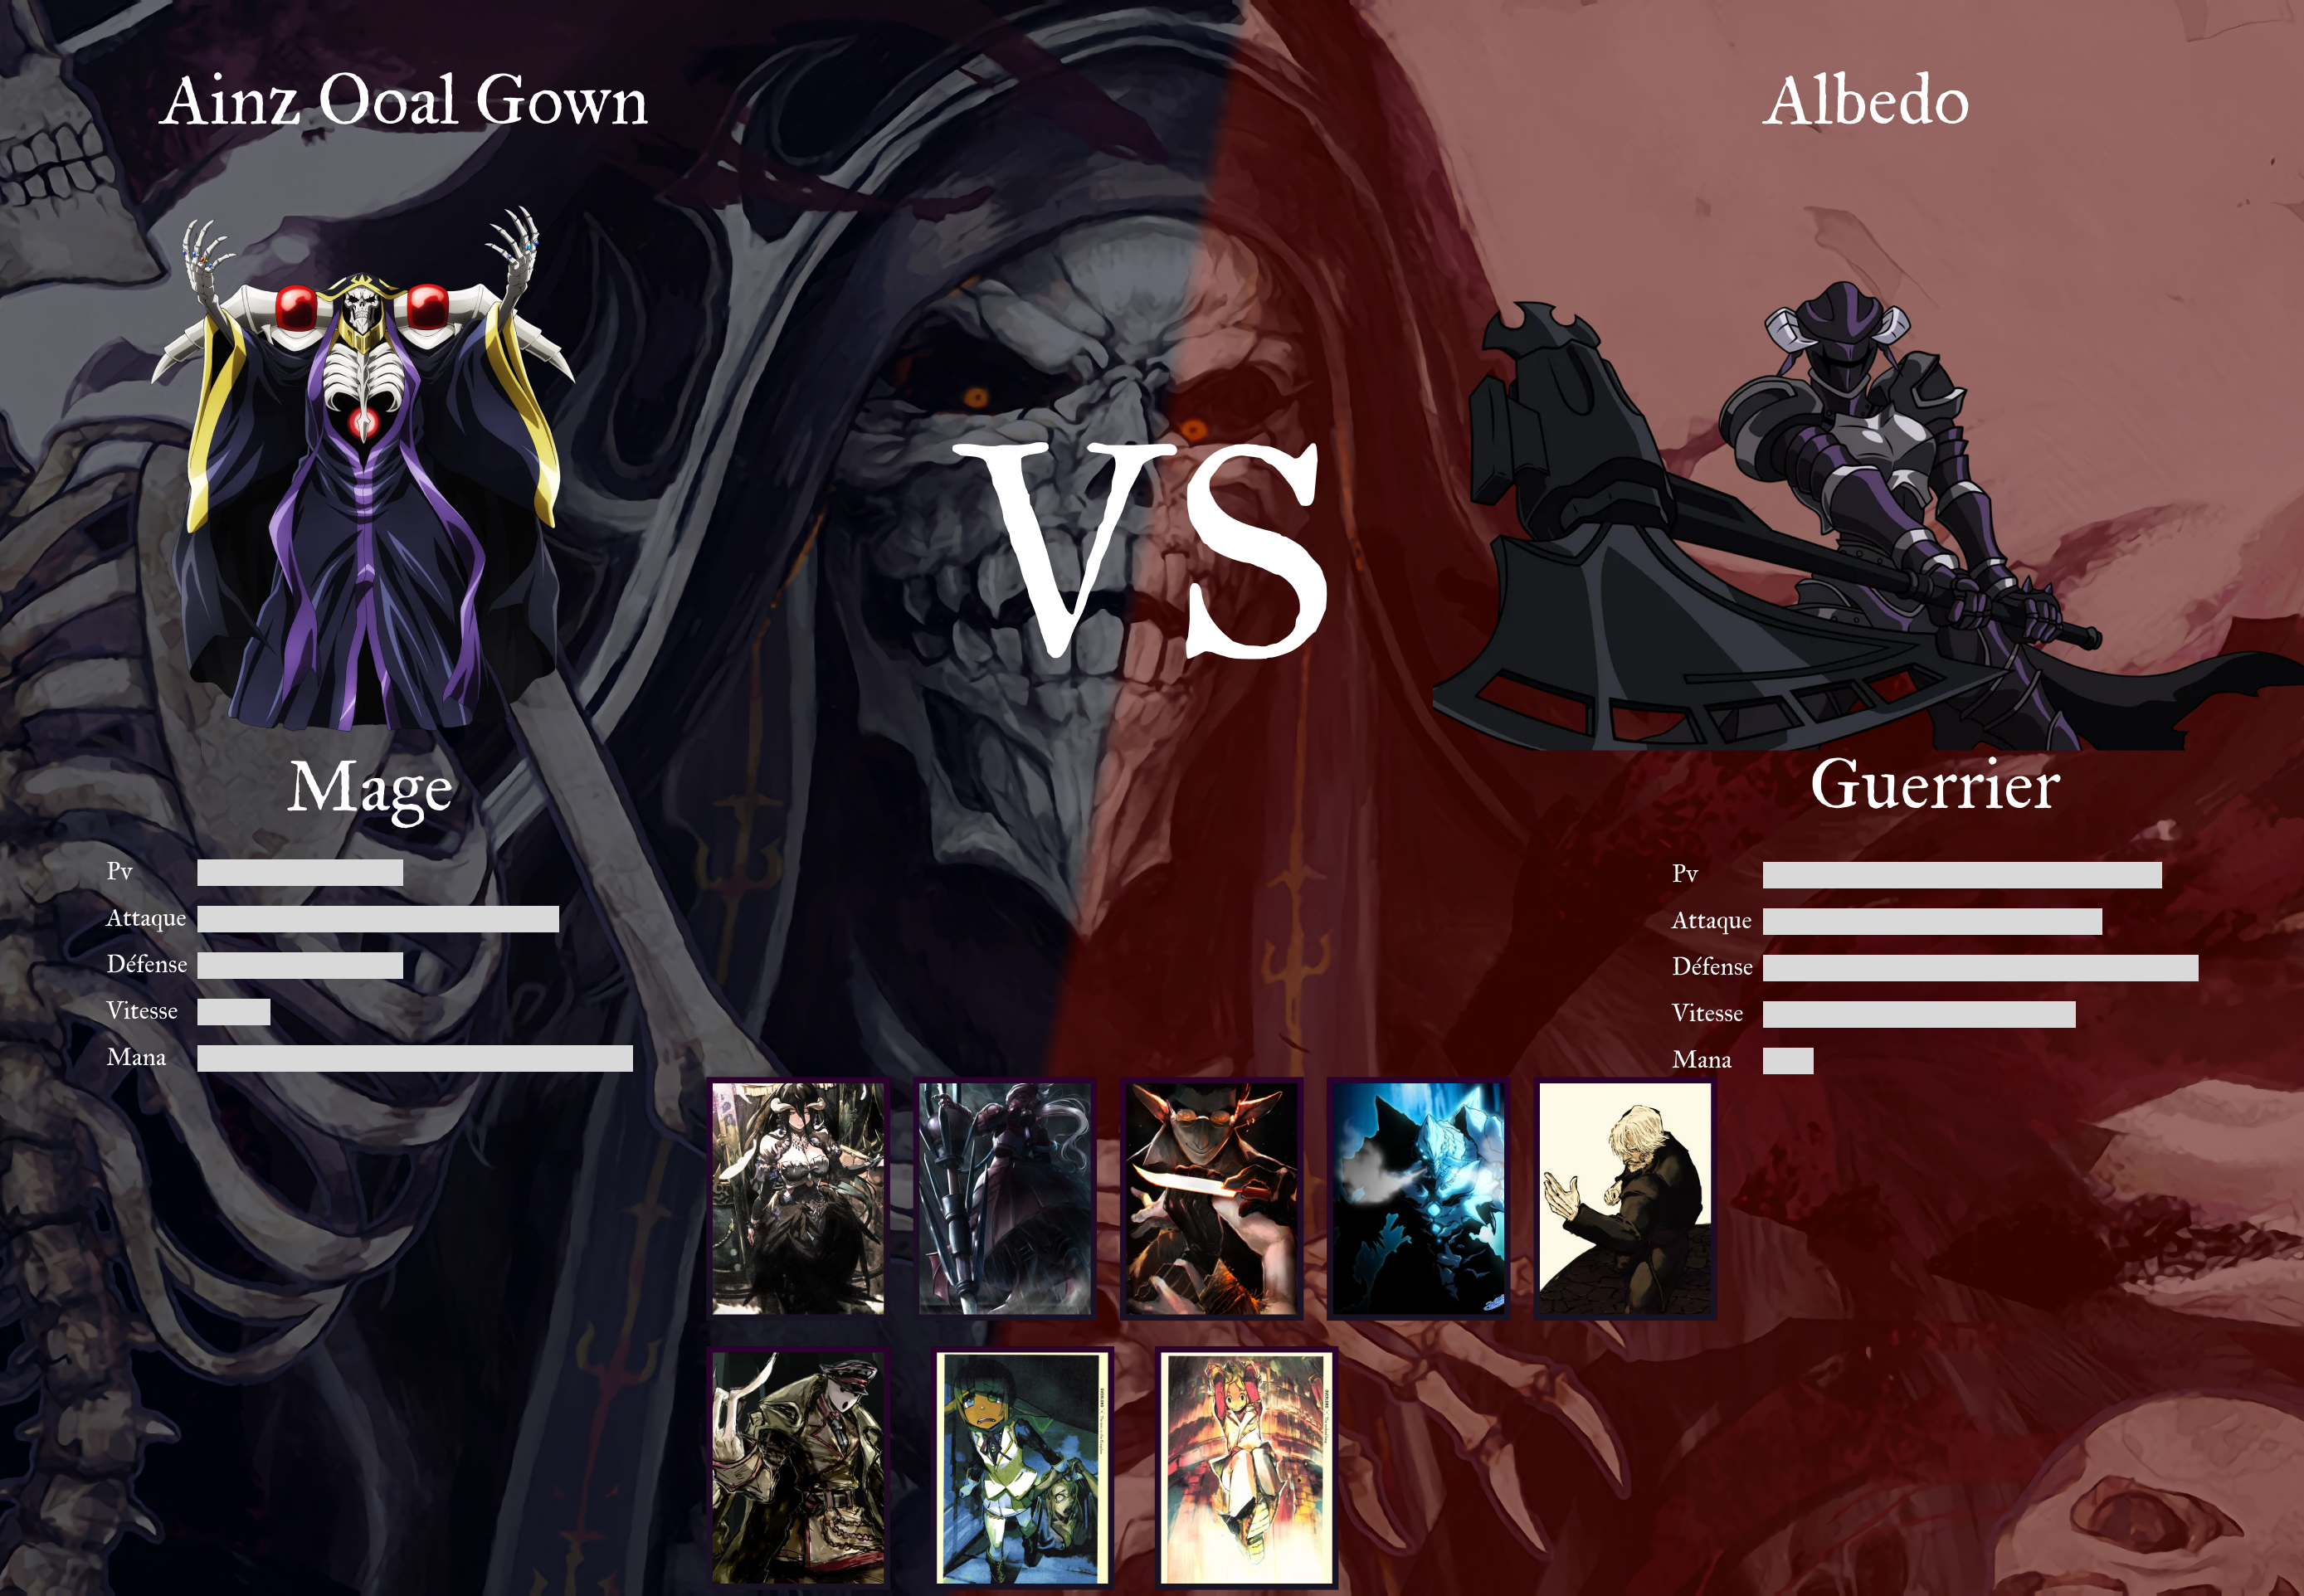 Ainz Ooal Gown
Albedo
VS
Mage
Guerrier
Pv
Attaque
Défense
Vitesse
Mana
Pv
Attaque
Défense
Vitesse
Mana